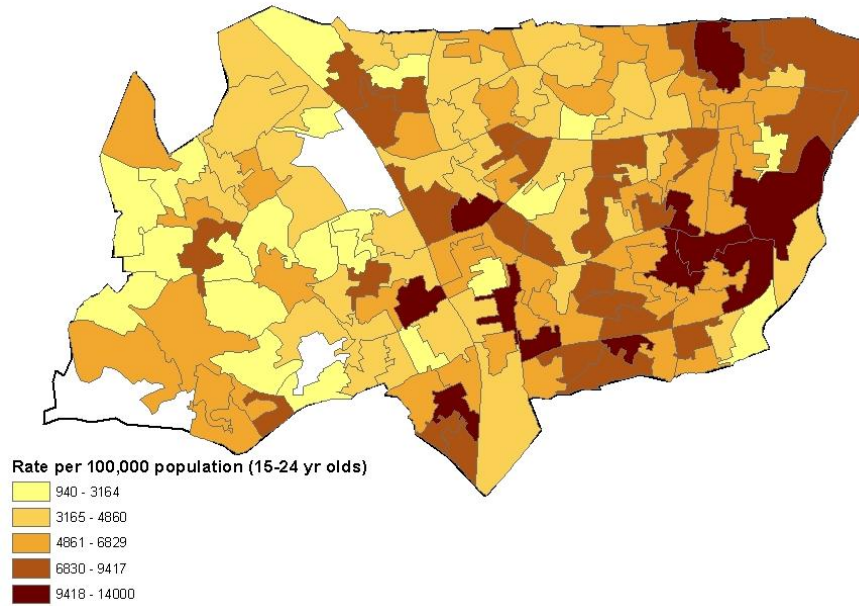 Rate per 100,000 population (15-24 yr olds)
940 - 3164
3165 - 4860
4861 - 6829
6830 - 9417
9418 - 14000